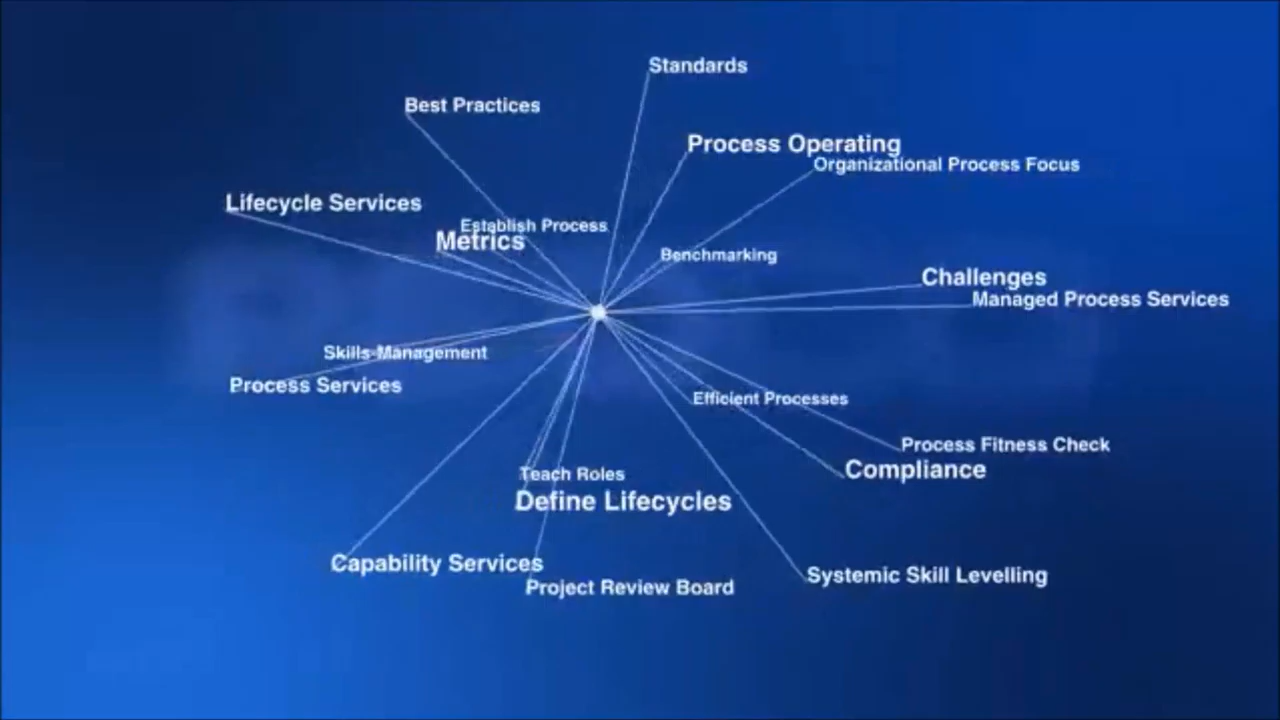 Standards
Best Practices
Process Operating
Organizational Process Focus
Lifecycle Services
Establish Process
Metrics
Benchmarking
Challenges
Managed Process Services
Skills Management
Process Services
Efficient Processes
Process Fitness Check
Compliance
Teach Roles
Define Lifecycles
Capability Services
Systemic Skill Levelling
Project Review Board